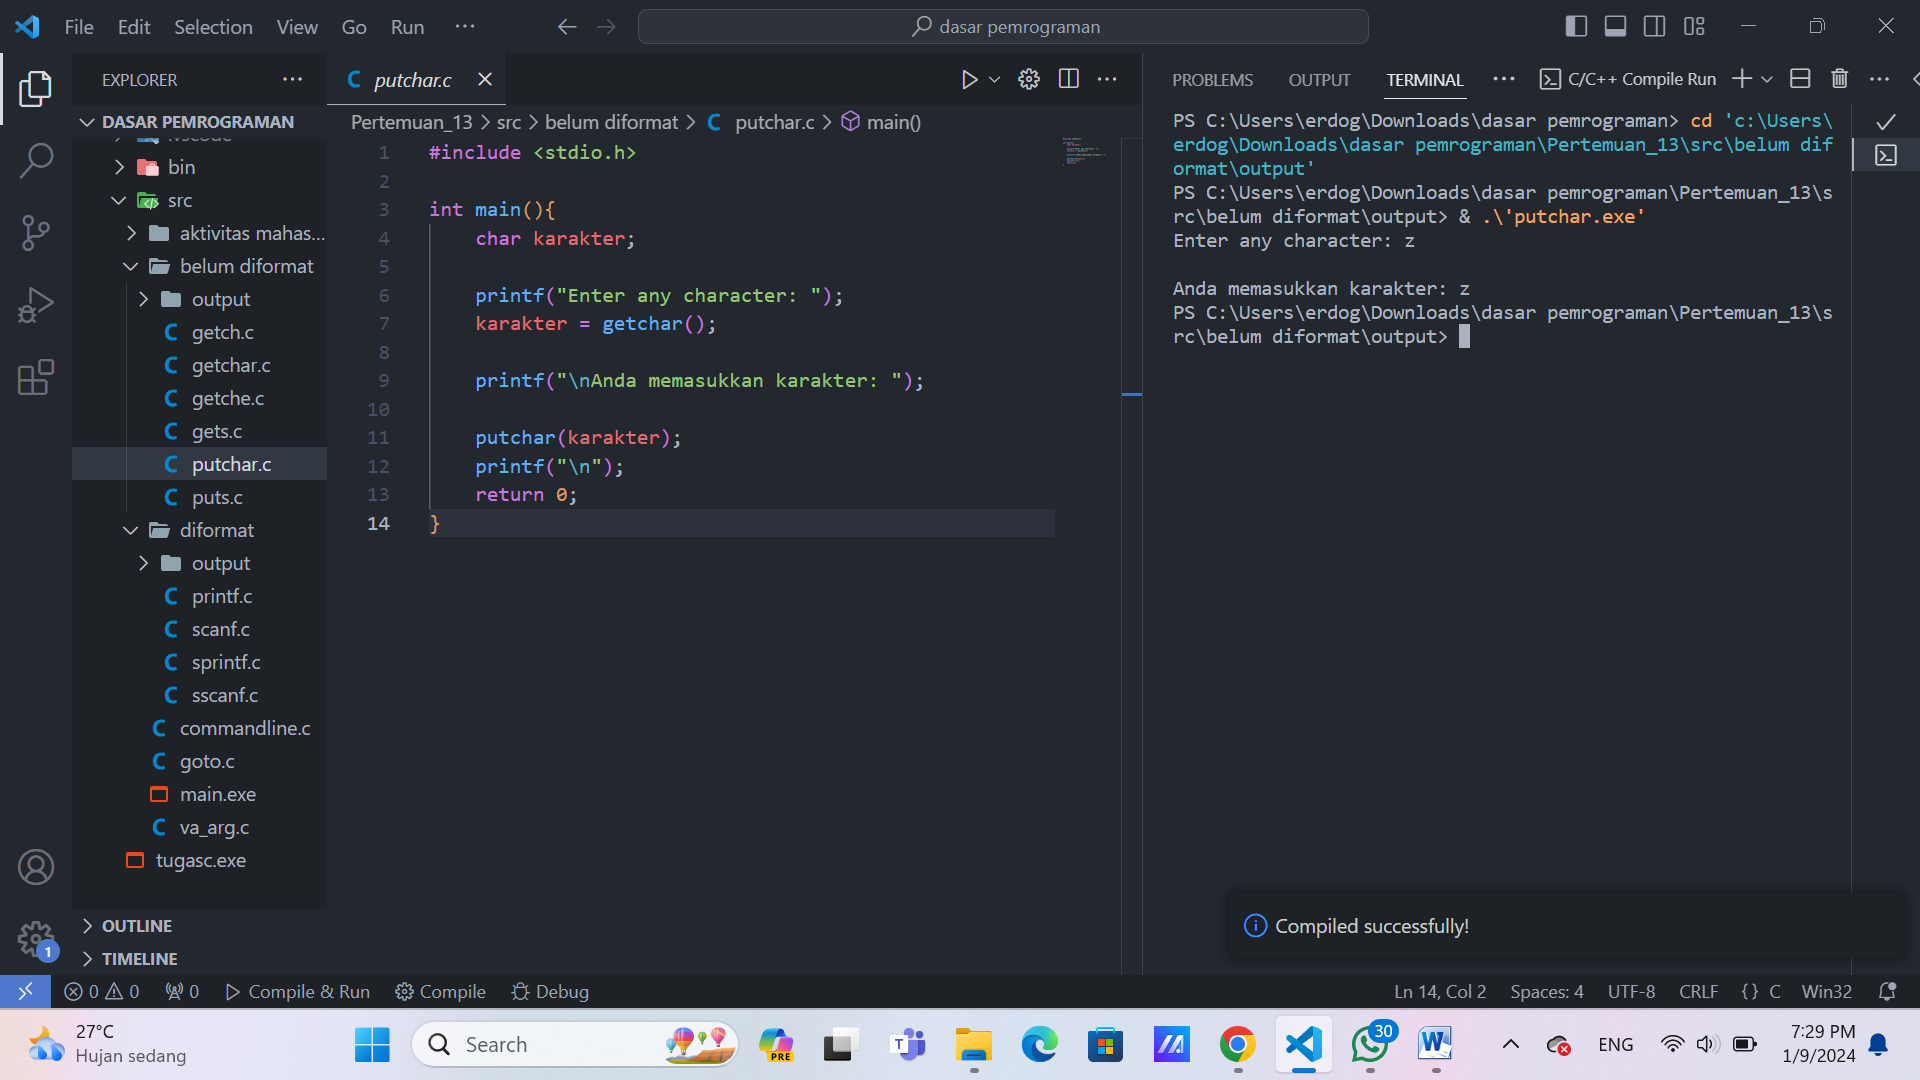 File Edit Selection View Go Run ···
dasar pemrograman
EXPLORER ···
DASAR PEMROGRAMAN
.vscode
bin
src
aktivitas mahas...
belum diformat
output
getch.c
getchar.c
getche.c
gets.c
putchar.c
puts.c
diformat
output
printf.c
scanf.c
sprintf.c
sscanf.c
commandline.c
goto.c
main.exe
va_arg.c
tugasc.exe
OUTLINE
TIMELINE
putchar.c
Pertemuan_13 > src > belum diformat > putchar.c > main()
1 #include <stdio.h>
2
3 int main(){
4 char karakter;
5
6 printf("Enter any character: ");
7 karakter = getchar();
8
9 printf("\nAnda memasukkan karakter: ");
10
11 putchar(karakter);
12 printf("\n");
13 return 0;
14 }
PROBLEMS OUTPUT TERMINAL ··· C/C++ Compile Run
PS C:\Users\erdog\Downloads\dasar pemrograman> cd 'c:\Users\
erdog\Downloads\dasar pemrograman\Pertemuan_13\src\belum dif
ormat\output'
PS C:\Users\erdog\Downloads\dasar pemrograman\Pertemuan_13\s
rc\belum diformat\output> & .\'putchar.exe'
Enter any character: z
Anda memasukkan karakter: z
PS C:\Users\erdog\Downloads\dasar pemrograman\Pertemuan_13\s
rc\belum diformat\output>
Compiled successfully!
1
0 0 0 Compile & Run Compile Debug
Ln 14, Col 2 Spaces: 4 UTF-8 CRLF {} C Win32
27°C
Hujan sedang
Search
PRE
T
30
ENG
7:29 PM
1/9/2024